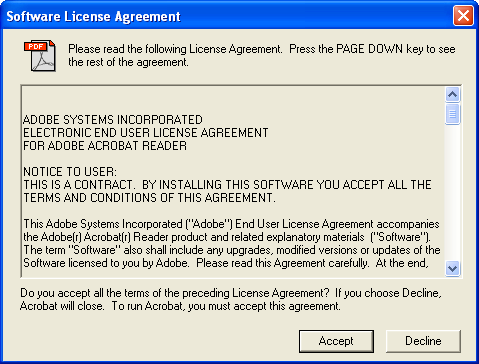 Software License Agreement
PDF
Please read the following License Agreement.  Press the PAGE DOWN key to see
the rest of the agreement.
ADOBE SYSTEMS INCORPORATED
ELECTRONIC END USER LICENSE AGREEMENT
FOR ADOBE ACROBAT READER
NOTICE TO USER:
THIS IS A CONTRACT.  BY INSTALLING THIS SOFTWARE YOU ACCEPT ALL THE
TERMS AND CONDITIONS OF THIS AGREEMENT.
This Adobe Systems Incorporated ("Adobe") End User License Agreement accompanies
the Adobe(r) Acrobat(r) Reader product and related explanatory materials  ("Software").
The term "Software" also shall include any upgrades, modified versions or updates of the
Software licensed to you by Adobe.  Please read this Agreement carefully.  At the end,
Do you accept all the terms of the preceding License Agreement?  If you choose Decline,
Acrobat will close.  To run Acrobat, you must accept this agreement.
Accept
Decline